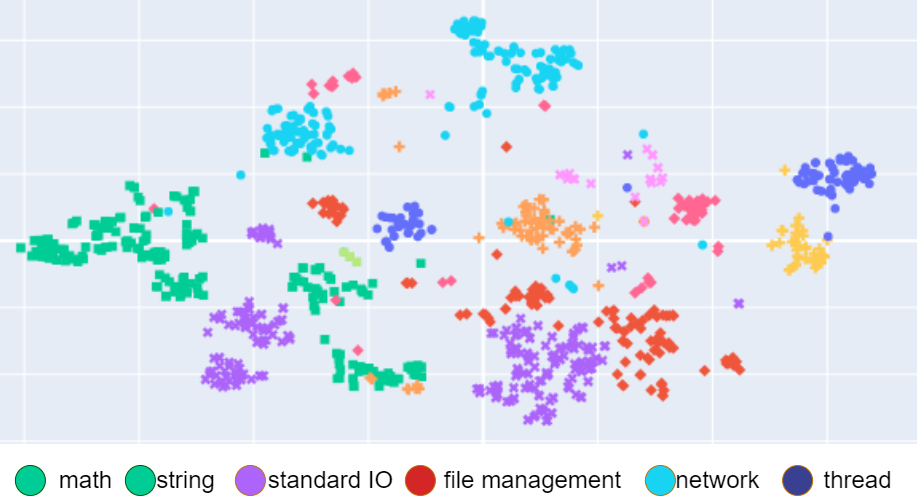 math string standard IO file management network thread